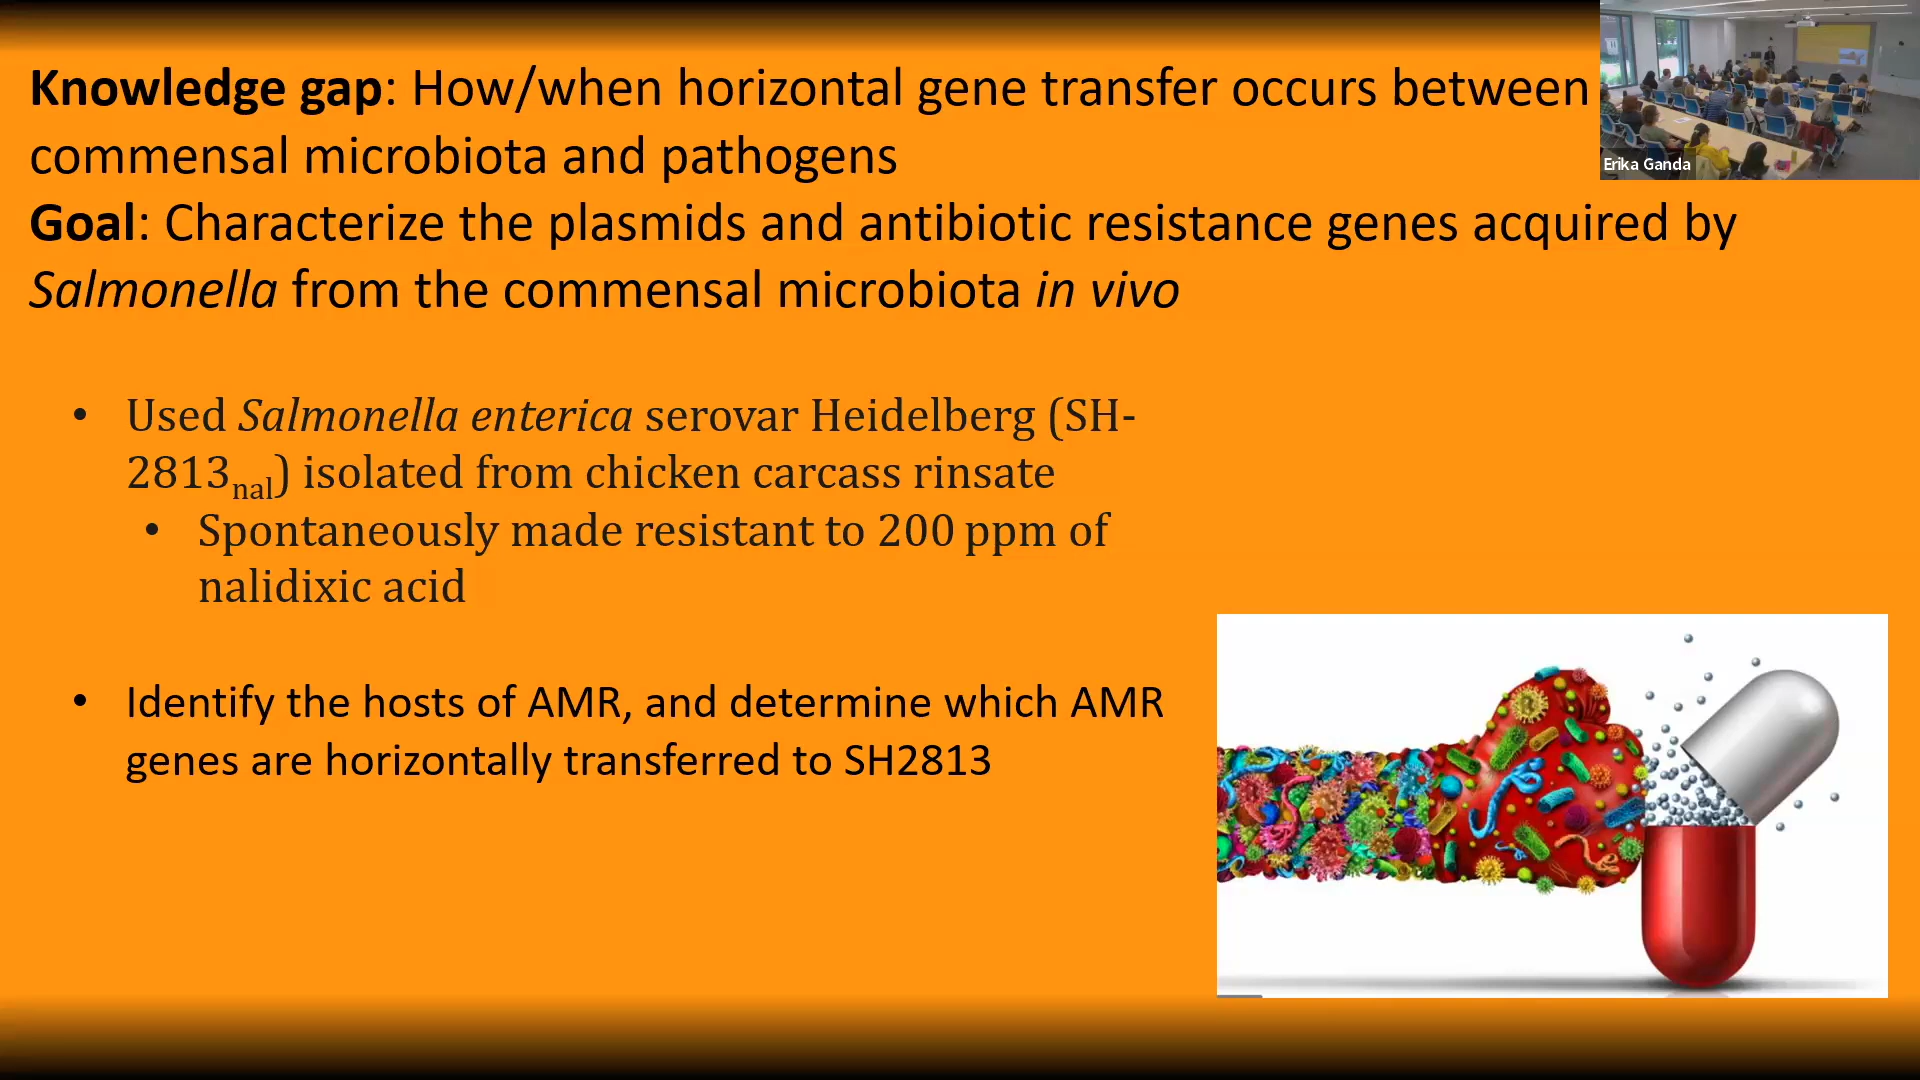 Knowledge gap: How/when horizontal gene transfer occurs between
commensal microbiota and pathogens
Goal: Characterize the plasmids and antibiotic resistance genes acquired by
Salmonella from the commensal microbiota in vivo
• Used Salmonella enterica serovar Heidelberg (SH-
2813nal) isolated from chicken carcass rinsate
• Spontaneously made resistant to 200 ppm of
nalidixic acid
• Identify the hosts of AMR, and determine which AMR
genes are horizontally transferred to SH2813
Erika Ganda